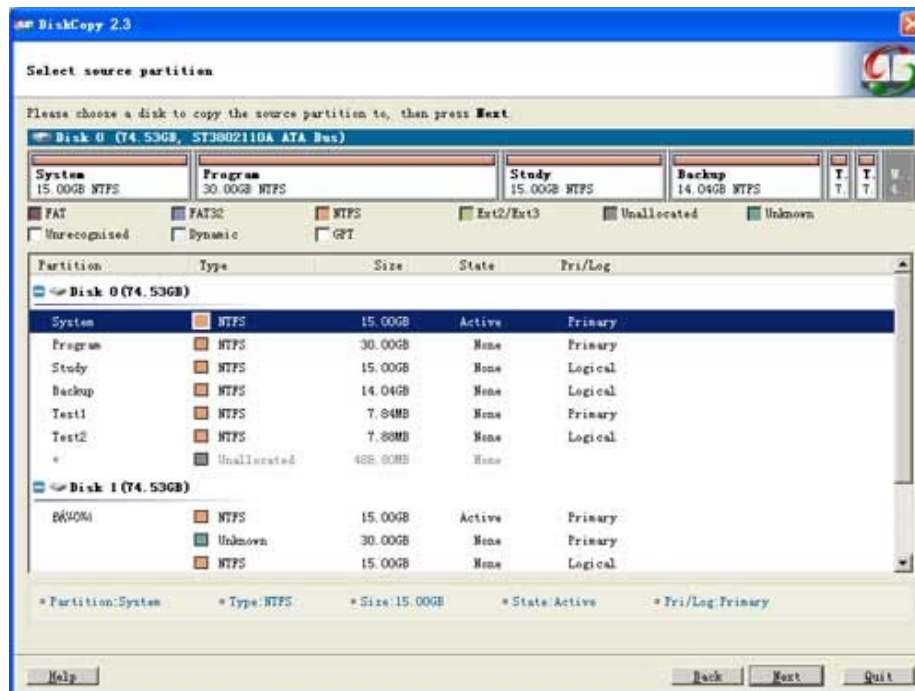 DiskCopy 2.3
Select source partition
Please choose a disk to copy the source partition to, then press Next
Disk 0 (74.53GB, ST3802110A ATA Bus)
System Program Study Backup T. T.
15.00GB NTFS 30.00GB NTFS 15.00GB NTFS 14.04GB NTFS 7. 7.
FAT FAT32 NTFS Ext2/Ext3 Unallocated Unknown
Unrecognised Dynamic GPT
Partition Type Size State Pri/Log
Disk 0(74.53GB)
System NTFS 15.00GB Active Primary
Program NTFS 30.00GB None Primary
Study NTFS 15.00GB None Logical
Backup NTFS 14.04GB None Logical
Test1 NTFS 7.84MB None Primary
Test2 NTFS 7.88MB None Logical
* Unallocated 488.80MB None
Disk 1(74.53GB)
NTFS 15.00GB Active Primary
Unknown 30.00GB None Primary
NTFS 15.00GB None Logical
* Partition:System * Type:NTFS * Size:15.00GB * State:Active * Pri/Log:Primary
Help Back Next Quit